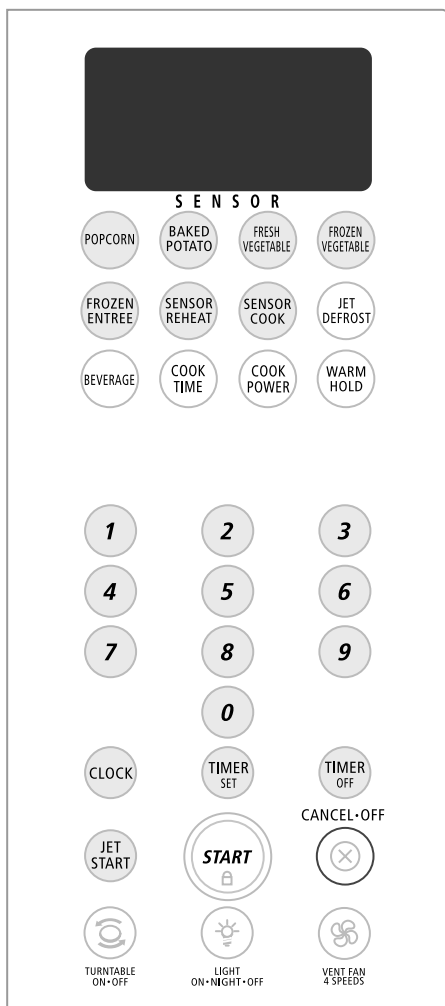 S E N S O R
POPCORN
BAKED
POTATO
FRESH
VEGETABLE
FROZEN
VEGETABLE
FROZEN
ENTREE
SENSOR
REHEAT
SENSOR
COOK
JET
DEFROST
BEVERAGE
COOK
TIME
COOK
POWER
WARM
HOLD
1
2
3
4
5
6
7
8
9
0
CLOCK
TIMER
SET
TIMER
OFF
CANCEL•OFF
JET
START
START
TURNTABLE
ON•OFF
LIGHT
ON•NIGHT•OFF
VENT FAN
4 SPEEDS